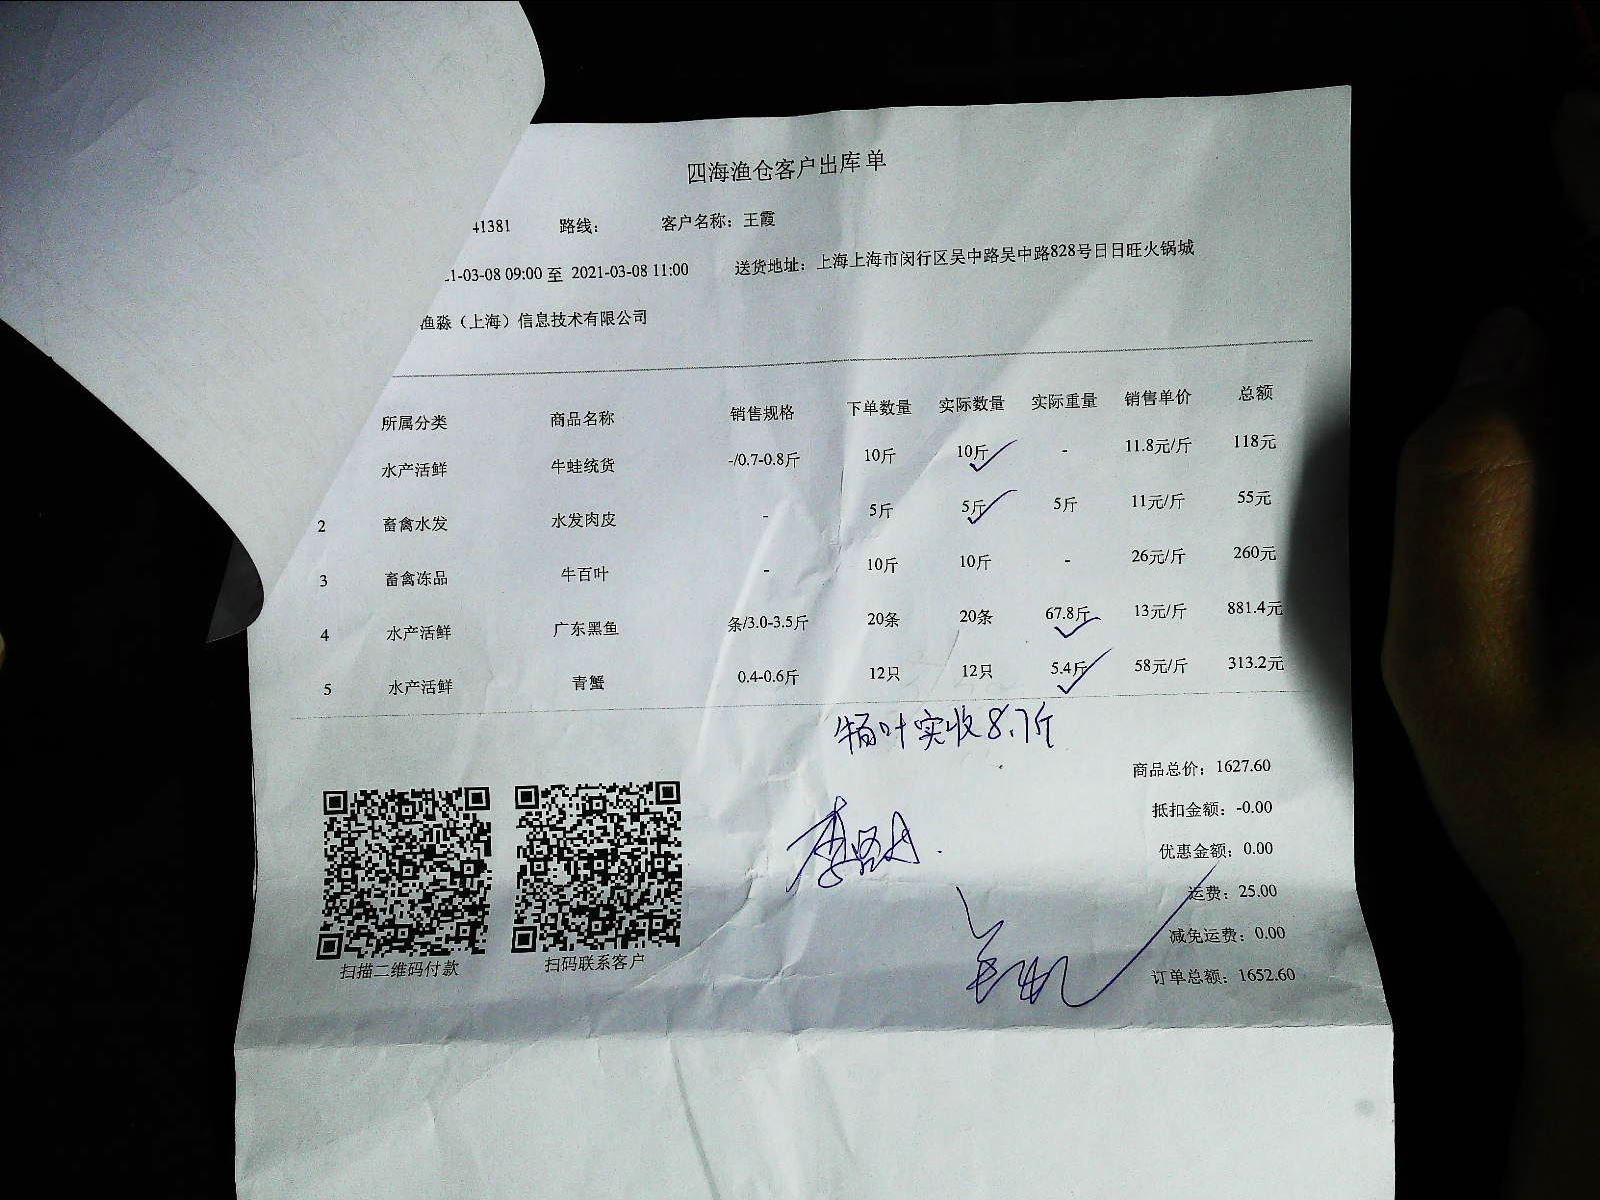 四海渔仓客户出库单
41381 路线： 客户名称：王霞
1-03-08 09:00 至 2021-03-08 11:00 送货地址：上海上海市闵行区吴中路吴中路828号日日旺火锅城
渔淼（上海）信息技术有限公司
所属分类 商品名称 销售规格 下单数量 实际数量 实际重量 销售单价 总额
水产活鲜 牛蛙统货 -/0.7-0.8斤 10斤 10斤 - 11.8元/斤 118元
2 畜禽水发 水发肉皮 - 5斤 5斤 5斤 11元/斤 55元
3 畜禽冻品 牛百叶 - 10斤 10斤 - 26元/斤 260元
4 水产活鲜 广东黑鱼 条/3.0-3.5斤 20条 20条 67.8斤 13元/斤 881.4元
5 水产活鲜 青蟹 0.4-0.6斤 12只 12只 5.4斤 58元/斤 313.2元
牛百叶实收8.7斤
商品总价：1627.60
抵扣金额：-0.00
优惠金额：0.00
运费：25.00
减免运费：0.00
订单总额：1652.60
扫描二维码付款 扫码联系客户